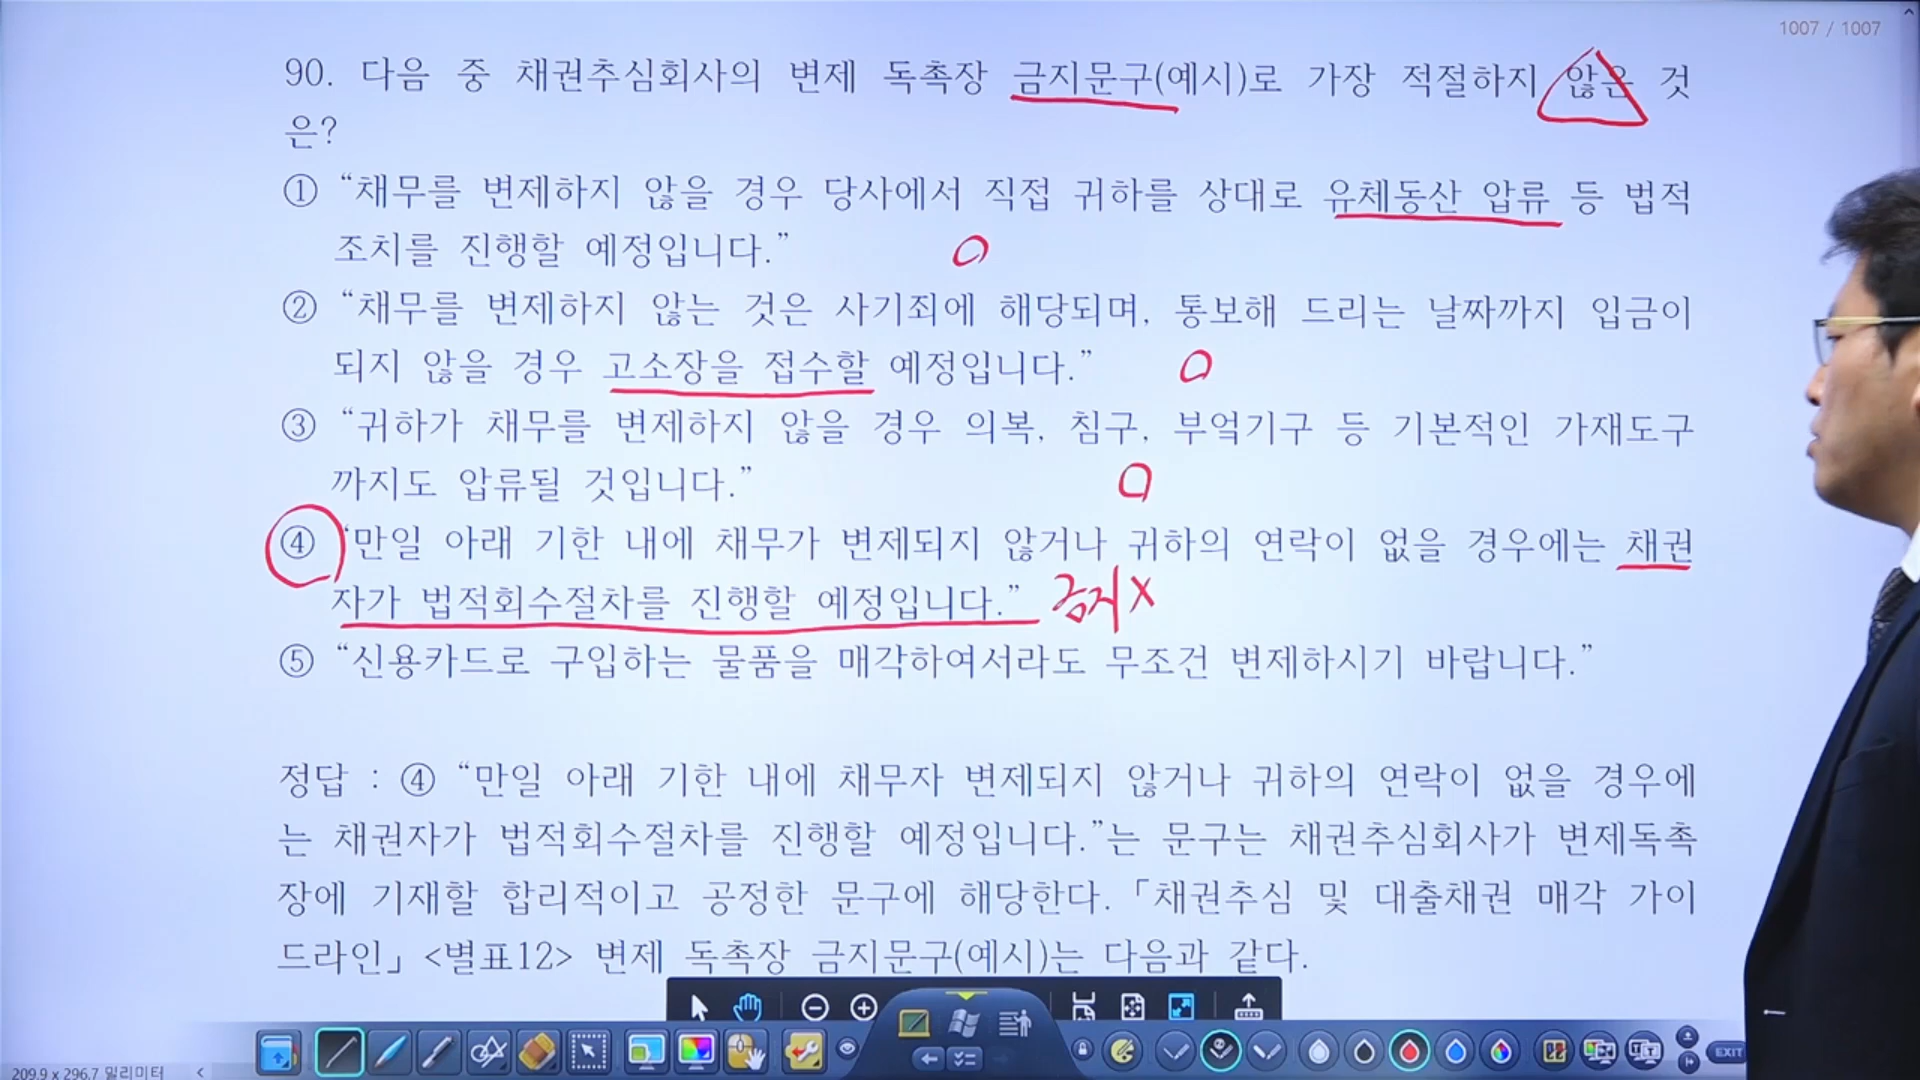 1007 / 1007
90. 다음 중 채권추심회사의 변제 독촉장 금지문구(예시)로 가장 적절하지 않은 것
은?
① “채무를 변제하지 않을 경우 당사에서 직접 귀하를 상대로 유체동산 압류 등 법적
조치를 진행할 예정입니다.”
② “채무를 변제하지 않는 것은 사기죄에 해당되며, 통보해 드리는 날짜까지 입금이
되지 않을 경우 고소장을 접수할 예정입니다.”
③ “귀하가 채무를 변제하지 않을 경우 의복, 침구, 부엌기구 등 기본적인 가재도구
까지도 압류될 것입니다.”
④ “만일 아래 기한 내에 채무가 변제되지 않거나 귀하의 연락이 없을 경우에는 채권
자가 법적회수절차를 진행할 예정입니다.” 금지 X
⑤ “신용카드로 구입하는 물품을 매각하여서라도 무조건 변제하시기 바랍니다.”
정답 : ④ “만일 아래 기한 내에 채무자 변제되지 않거나 귀하의 연락이 없을 경우에
는 채권자가 법적회수절차를 진행할 예정입니다.”는 문구는 채권추심회사가 변제독촉
장에 기재할 합리적이고 공정한 문구에 해당한다. 「채권추심 및 대출채권 매각 가이
드라인」 <별표12> 변제 독촉장 금지문구(예시)는 다음과 같다.
EXIT
209.9 x 296.7 밀리미터 <